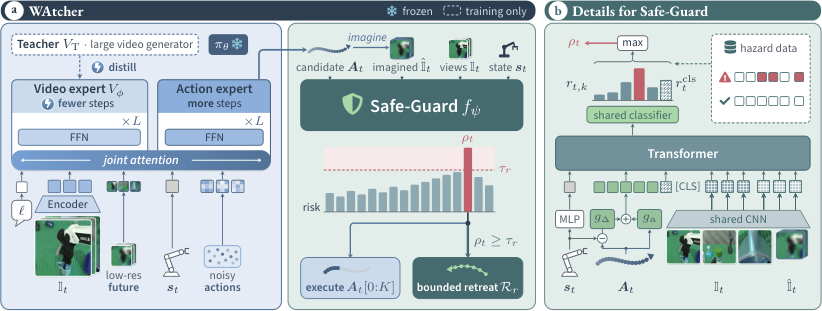 a WAtcher
frozen
training only
Teacher V_T · large video generator
π_θ
distill
Video expert V_ϕ
fewer steps
× L
FFN
Action expert
more steps
× L
FFN
joint attention
ℓ
Encoder
𝕀_t
low-res
future
s_t
noisy
actions
imagine
candidate A_t
imagined 𝕀̂_t
views 𝕀_t
state s_t
Safe-Guard f_ψ
ρ_t
τ_r
risk
ρ_t ≥ τ_r
execute A_t[0:K]
bounded retreat R_r
b Details for Safe-Guard
ρ_t
max
hazard data
r_{t,k}
r_t^{cls}
shared classifier
Transformer
[CLS]
MLP
g_Δ
g_a
shared CNN
s_t
A_t
𝕀_t
𝕀̂_t